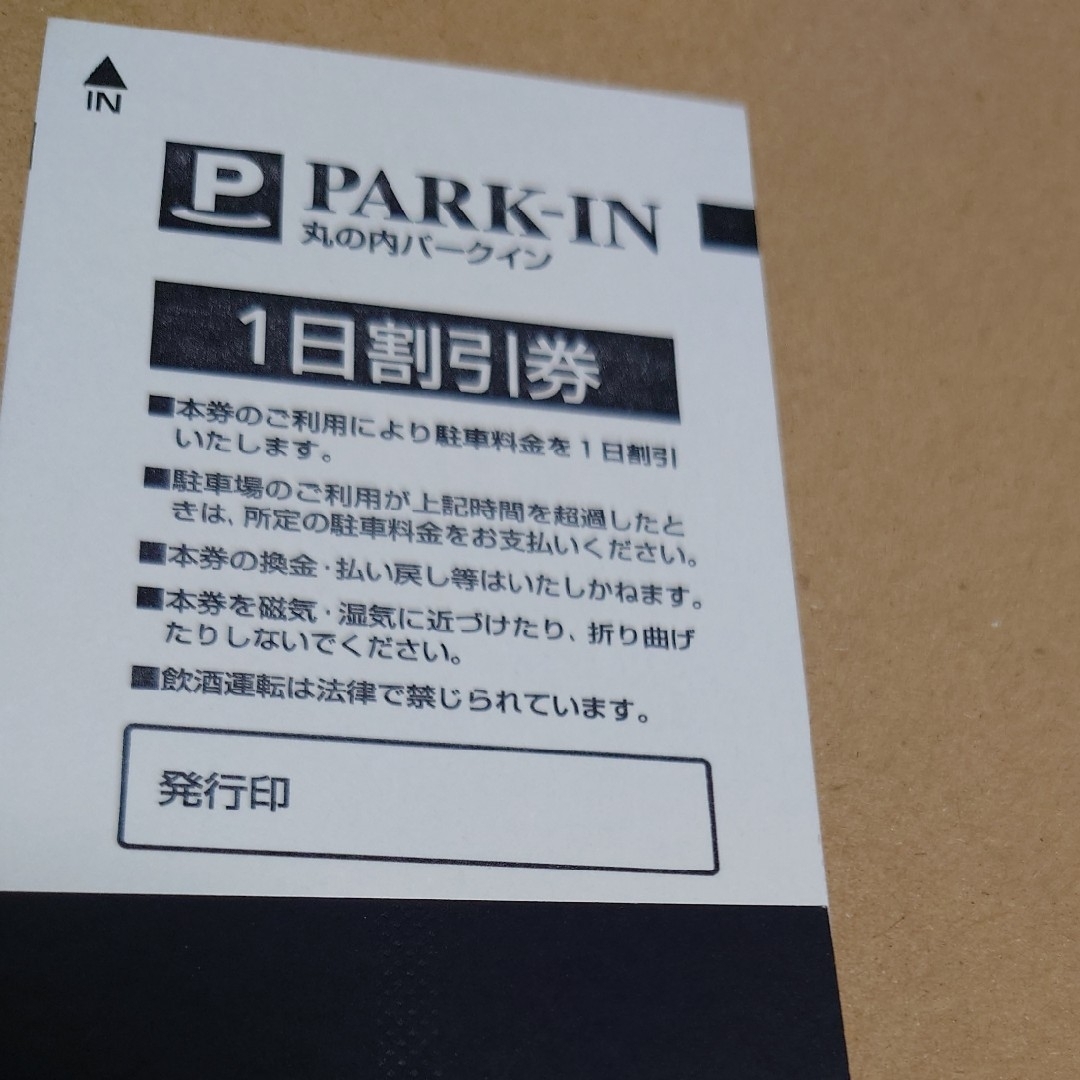 ▲
IN
P PARK-IN
丸の内パークイン
1日割引券
■本券のご利用により駐車料金を1日割引
いたします。
■駐車場のご利用が上記時間を超過したと
きは、所定の駐車料金をお支払いください。
■本券の換金・払い戻し等はいたしかねます。
■本券を磁気・湿気に近づけたり、折り曲げ
たりしないでください。
■飲酒運転は法律で禁じられています。
発行印